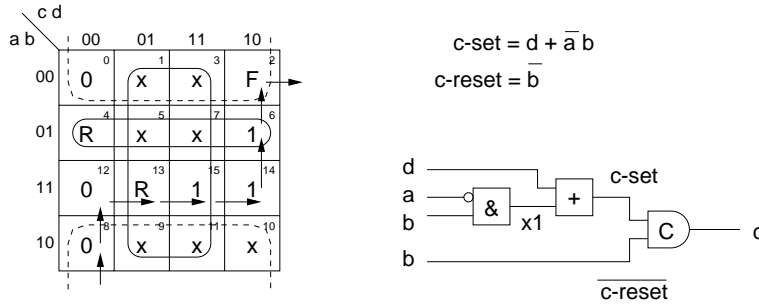 c d
a b
00 01 11 10
00 0 0 x 1 x 3 F 2
01 R 4 x 5 x 7 1 6
11 0 12 R 13 1 15 1 14
10 0 8 x 9 x 11 x 10
c-set = d + a̅ b
c-reset = b̅
d
a
b
b
&
x1
+
c-set
C
c̅-̅r̅e̅s̅e̅t̅